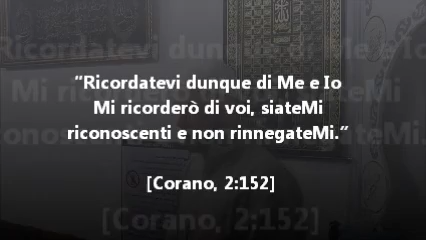 "Ricordatevi dunque di Me e Io
Mi ricorderò di voi, siateMi
riconoscenti e non rinnegateMi."
[Corano, 2:152]